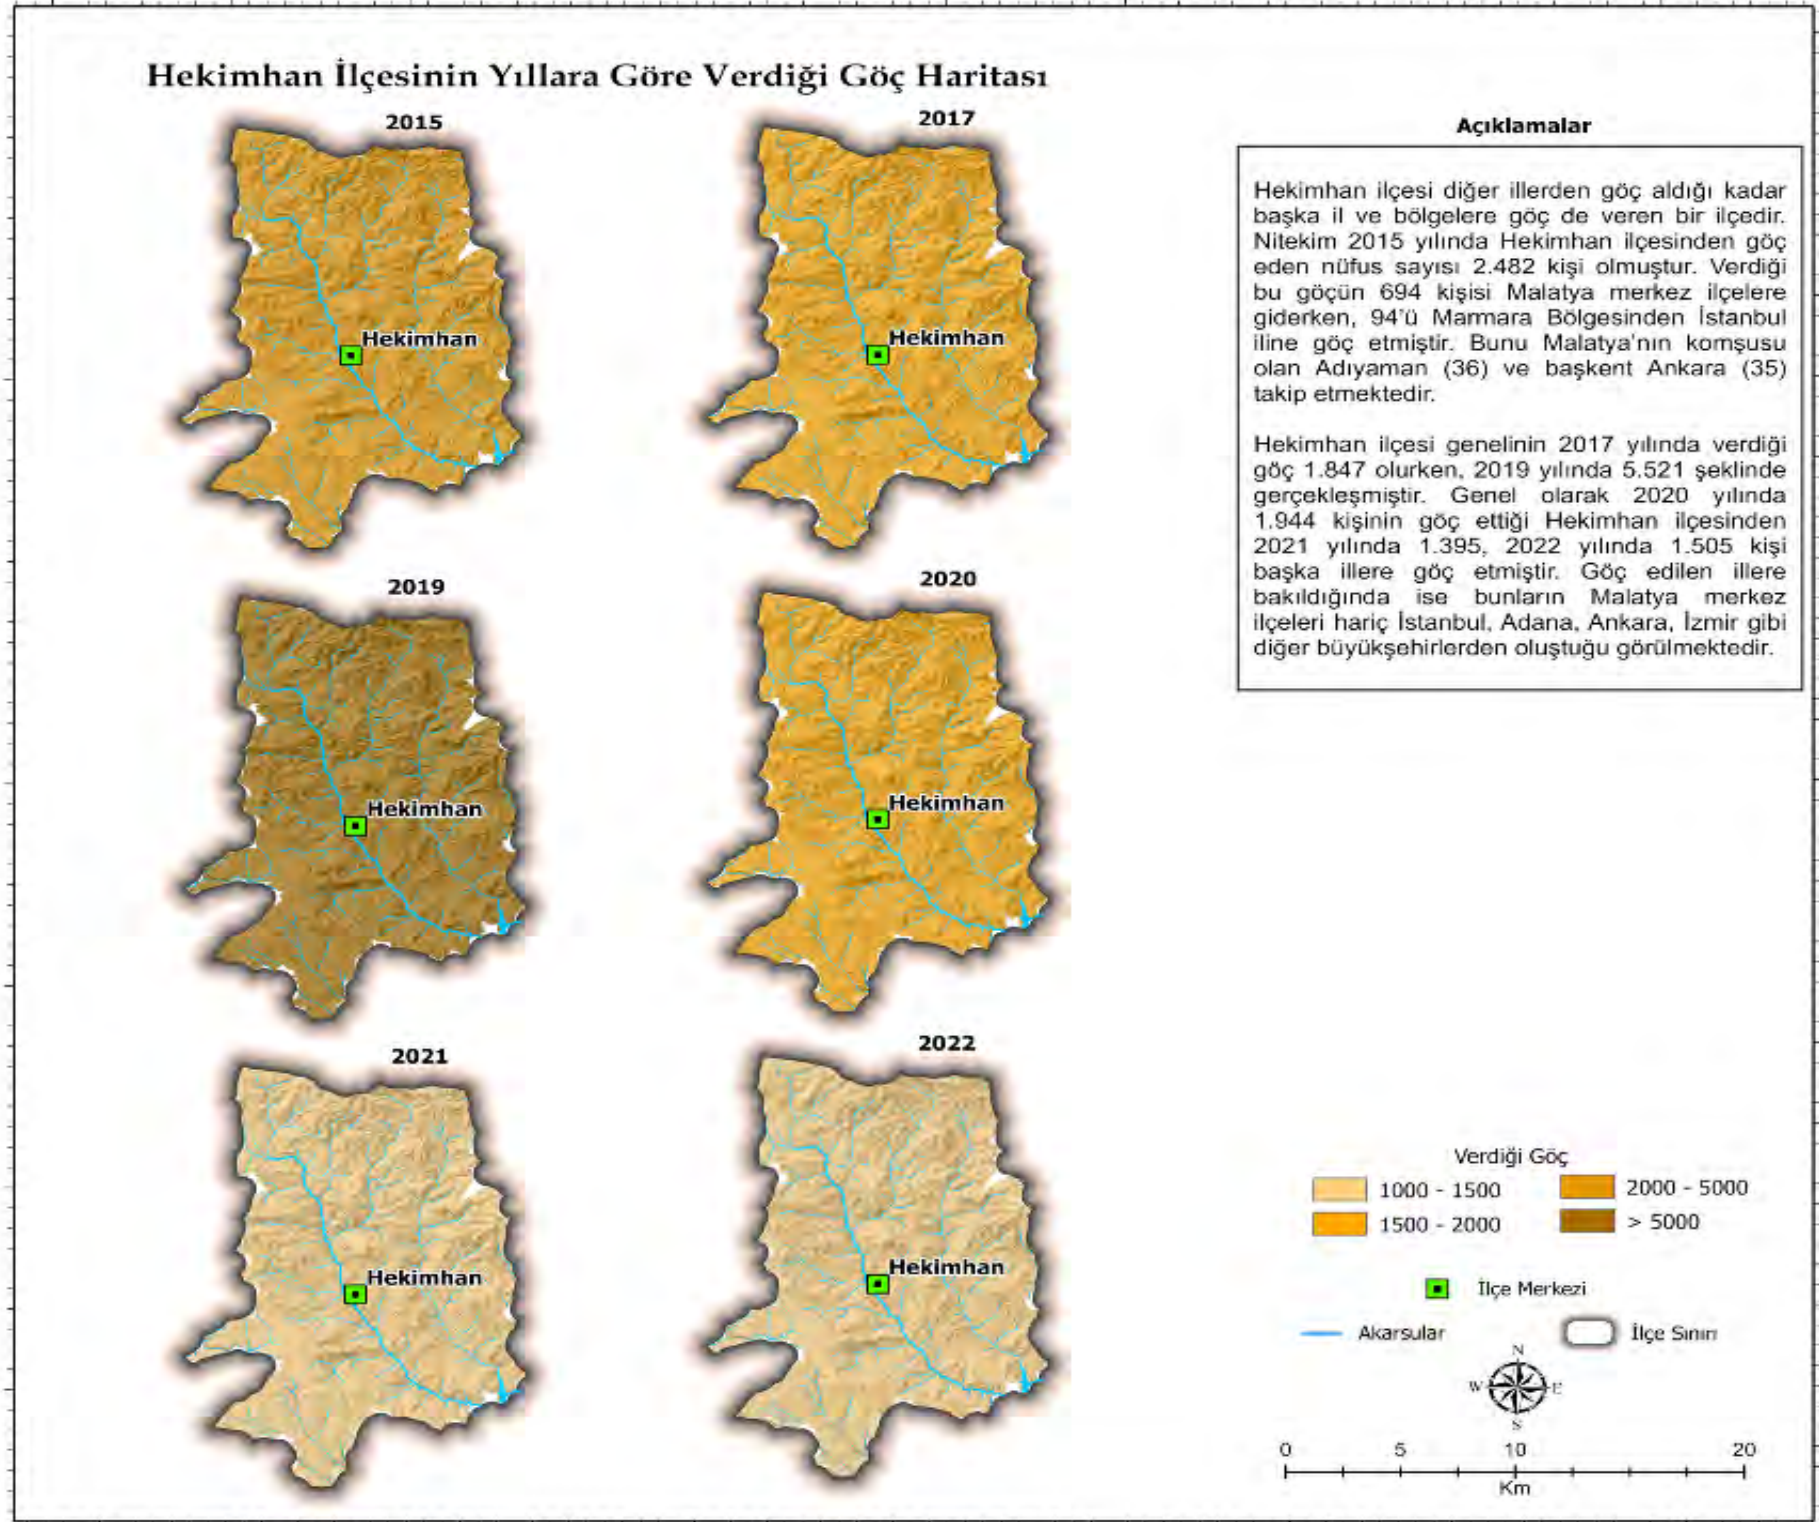 Hekimhan İlçesinin Yıllara Göre Verdiği Göç Haritası
2015
2017
Hekimhan
Hekimhan
2019
2020
Hekimhan
Hekimhan
2021
2022
Hekimhan
Hekimhan
Açıklamalar
Hekimhan ilçesi diğer illerden göç aldığı kadar
başka il ve bölgelere göç de veren bir ilçedir.
Nitekim 2015 yılında Hekimhan ilçesinden göç
eden nüfus sayısı 2.482 kişi olmuştur. Verdiği
bu göçün 694 kişisi Malatya merkez ilçelere
giderken, 94'ü Marmara Bölgesinden İstanbul
iline göç etmiştir. Bunu Malatya'nın komşusu
olan Adıyaman (36) ve başkent Ankara (35)
takip etmektedir.
Hekimhan ilçesi genelinin 2017 yılında verdiği
göç 1.847 olurken, 2019 yılında 5.521 şeklinde
gerçekleşmiştir. Genel olarak 2020 yılında
1.944 kişinin göç ettiği Hekimhan ilçesinden
2021 yılında 1.395, 2022 yılında 1.505 kişi
başka illere göç etmiştir. Göç edilen illere
bakıldığında ise bunların Malatya merkez
ilçeleri hariç İstanbul, Adana, Ankara, İzmir gibi
diğer büyükşehirlerden oluştuğu görülmektedir.
Verdiği Göç
1000 - 1500
2000 - 5000
1500 - 2000
> 5000
İlçe Merkezi
Akarsular
İlçe Sınırı
N
W E
S
0 5 10 20
Km